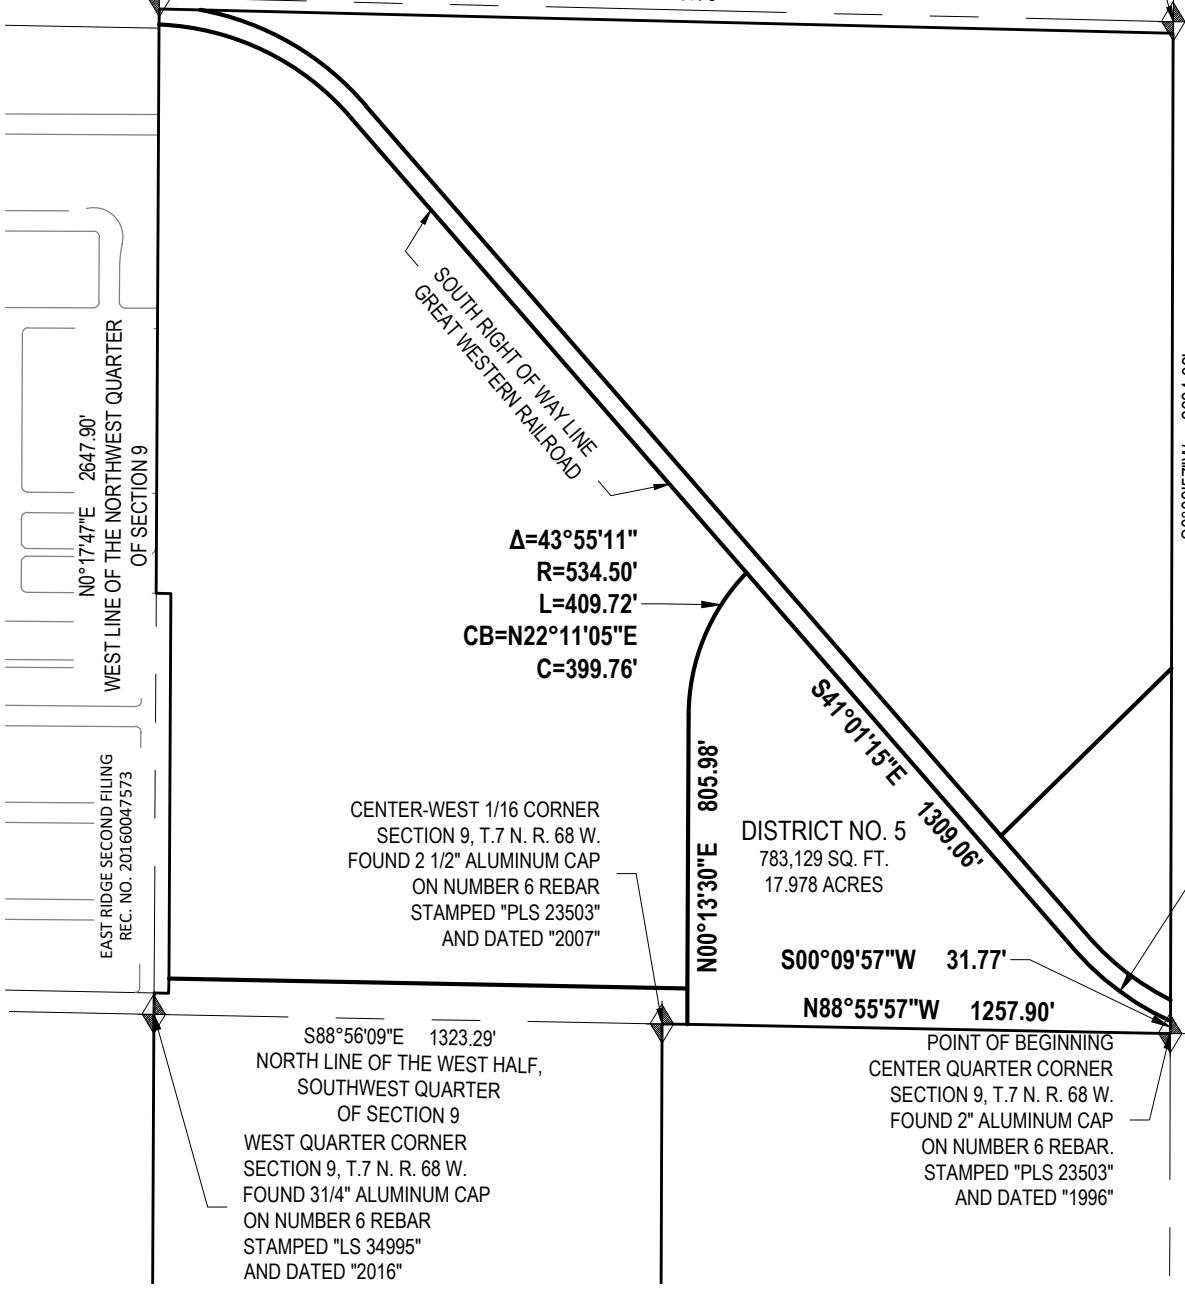 SOUTH RIGHT OF WAY LINE
GREAT WESTERN RAILROAD
N0°17'47"E 2647.90'
WEST LINE OF THE NORTHWEST QUARTER
OF SECTION 9
Δ=43°55'11"
R=534.50'
L=409.72'
CB=N22°11'05"E
C=399.76'
S41°01'15"E 1309.06'
EAST RIDGE SECOND FILING
REC. NO. 20160047573
CENTER-WEST 1/16 CORNER
SECTION 9, T.7 N. R. 68 W.
FOUND 2 1/2" ALUMINUM CAP
ON NUMBER 6 REBAR
STAMPED "PLS 23503"
AND DATED "2007"
N00°13'30"E 805.98'
DISTRICT NO. 5
783,129 SQ. FT.
17.978 ACRES
S00°09'57"W 31.77'
N88°55'57"W 1257.90'
S88°56'09"E 1323.29'
NORTH LINE OF THE WEST HALF,
SOUTHWEST QUARTER
OF SECTION 9
WEST QUARTER CORNER
SECTION 9, T.7 N. R. 68 W.
FOUND 31/4" ALUMINUM CAP
ON NUMBER 6 REBAR
STAMPED "LS 34995"
AND DATED "2016"
POINT OF BEGINNING
CENTER QUARTER CORNER
SECTION 9, T.7 N. R. 68 W.
FOUND 2" ALUMINUM CAP
ON NUMBER 6 REBAR.
STAMPED "PLS 23503"
AND DATED "1996"